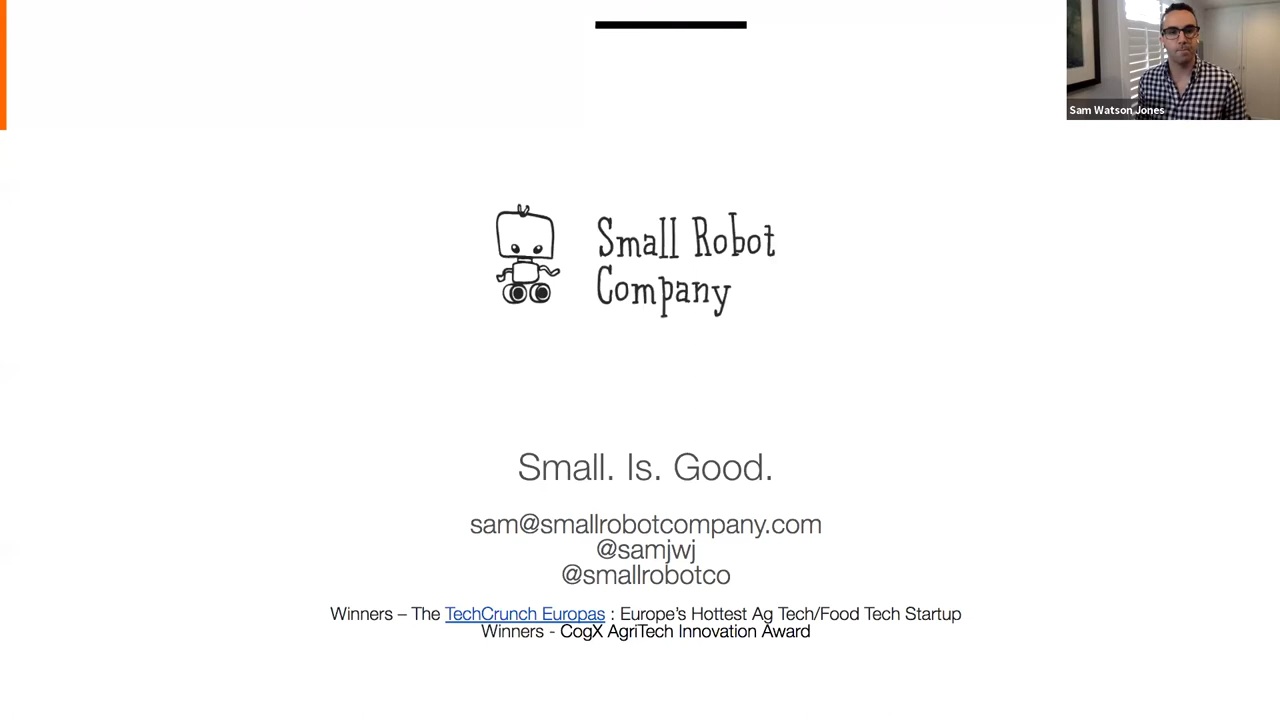 Sam Watson Jones
Small Robot
Company
Small. Is. Good.
sam@smallrobotcompany.com
@samjwj
@smallrobotco
Winners – The TechCrunch Europas : Europe's Hottest Ag Tech/Food Tech Startup
Winners - CogX AgriTech Innovation Award